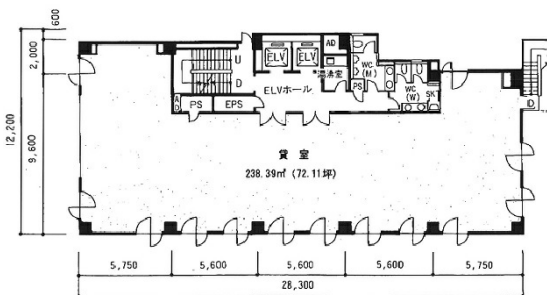 600
2,000
12,200
9,600
U
D
ELV
ELV
AD
湯沸室
WC
(M)
PS
WC
(W)
SK
ELVホール
AD
PS
EPS
貸室
238.39㎡ (72.11坪)
5,750
5,600
5,600
5,600
5,750
28,300